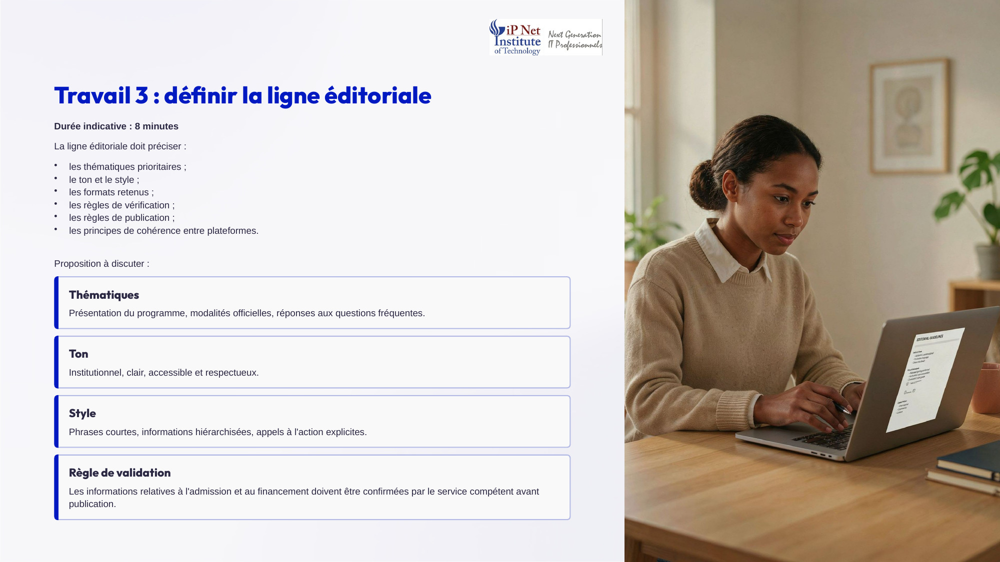 iP Net
Institute
of Technology
Next Generation
IT Professionnels
Travail 3 : définir la ligne éditoriale
Durée indicative : 8 minutes
La ligne éditoriale doit préciser :
• les thématiques prioritaires ;
• le ton et le style ;
• les formats retenus ;
• les règles de vérification ;
• les règles de publication ;
• les principes de cohérence entre plateformes.
Proposition à discuter :
Thématiques
Présentation du programme, modalités officielles, réponses aux questions fréquentes.
Ton
Institutionnel, clair, accessible et respectueux.
Style
Phrases courtes, informations hiérarchisées, appels à l'action explicites.
Règle de validation
Les informations relatives à l'admission et au financement doivent être confirmées par le service compétent avant
publication.
EDITORIAL GUIDELINES